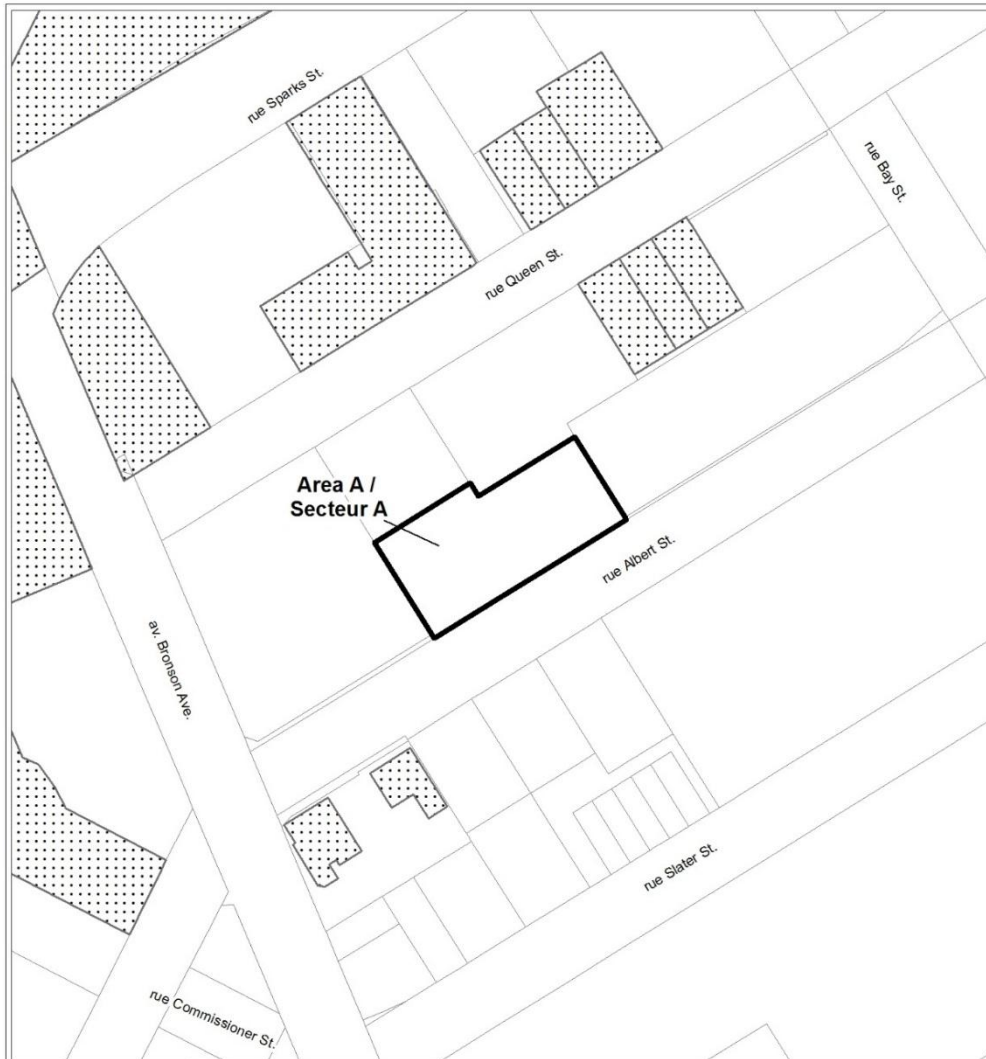 rue Sparks St.
rue Bay St.
rue Queen St.
Area A /
Secteur A
rue Albert St.
av. Bronson Ave.
rue Slater St.
rue Commissioner St.